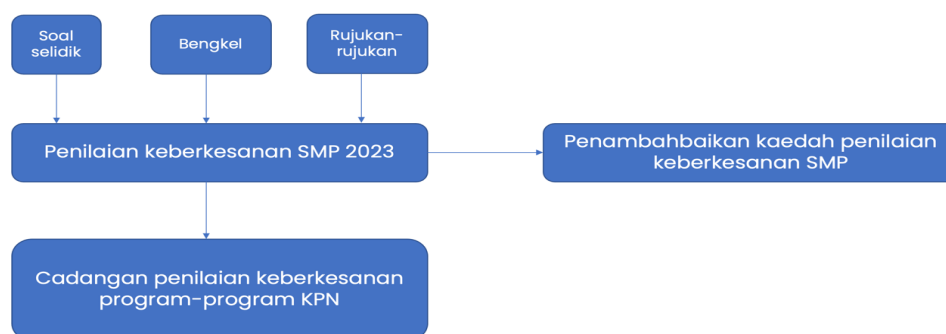 Soal
selidik
Bengkel
Rujukan-
rujukan
Penilaian keberkesanan SMP 2023
Penambahbaikan kaedah penilaian
keberkesanan SMP
Cadangan penilaian keberkesanan
program-program KPN